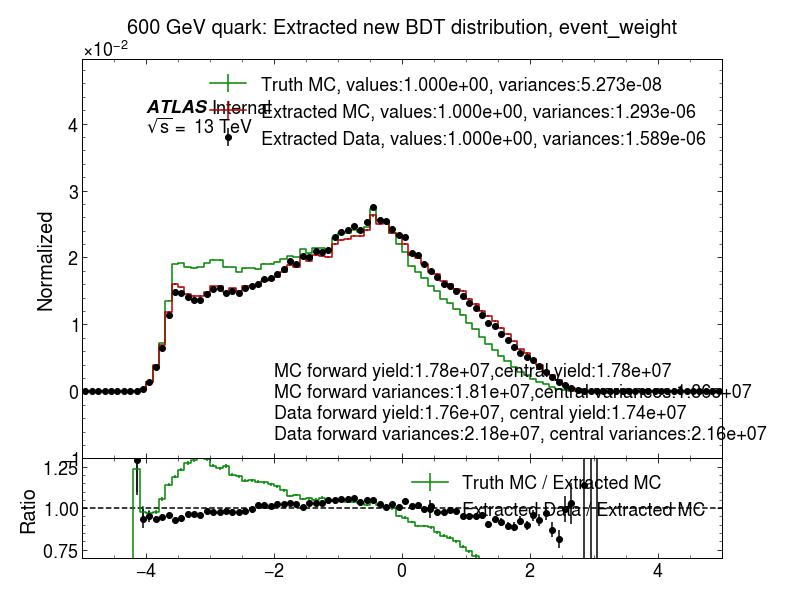 600 GeV quark: Extracted new BDT distribution, event_weight
×10⁻²
Truth MC, values:1.000e+00, variances:5.273e-08
ATLAS Internal
Extracted MC, values:1.000e+00, variances:1.293e-06
√s = 13 TeV
Extracted Data, values:1.000e+00, variances:1.589e-06
4
3
2
1
0
Normalized
MC forward yield:1.78e+07,central yield:1.78e+07
MC forward variances:1.81e+07,central variances:1.86e+07
Data forward yield:1.76e+07, central yield:1.74e+07
Data forward variances:2.18e+07, central variances:2.16e+07
1.25
1.00
0.75
Ratio
Truth MC / Extracted MC
Extracted Data / Extracted MC
−4 −2 0 2 4